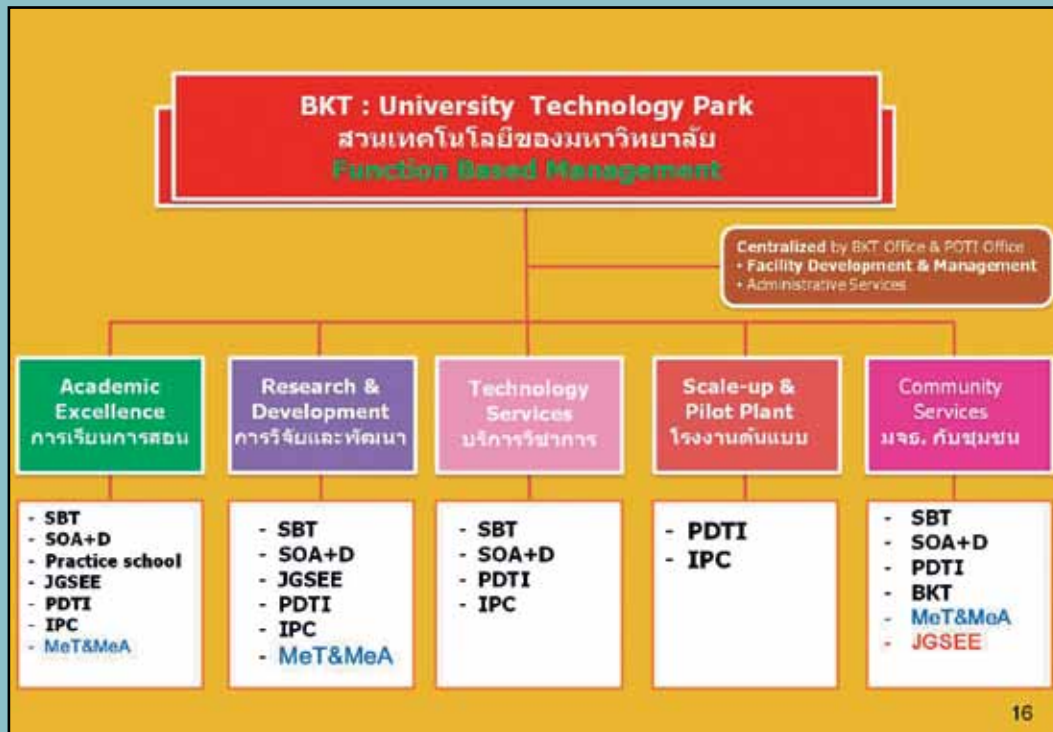 BKT : University Technology Park
สวนเทคโนโลยีของมหาวิทยาลัย
Function Based Management
Centralized by BKT Office & PDTI Office
• Facility Development & Management
• Administrative Services
Academic
Excellence
การเรียนการสอน
Research &
Development
การวิจัยและพัฒนา
Technology
Services
บริการวิชาการ
Scale-up &
Pilot Plant
โรงงานต้นแบบ
Community
Services
มจธ. กับชุมชน
- SBT
- SOA+D
- Practice school
- JGSEE
- PDTI
- IPC
- MeT&MeA
- SBT
- SOA+D
- JGSEE
- PDTI
- IPC
- MeT&MeA
- SBT
- SOA+D
- PDTI
- IPC
- PDTI
- IPC
- SBT
- SOA+D
- PDTI
- BKT
- MeT&MeA
- JGSEE
16